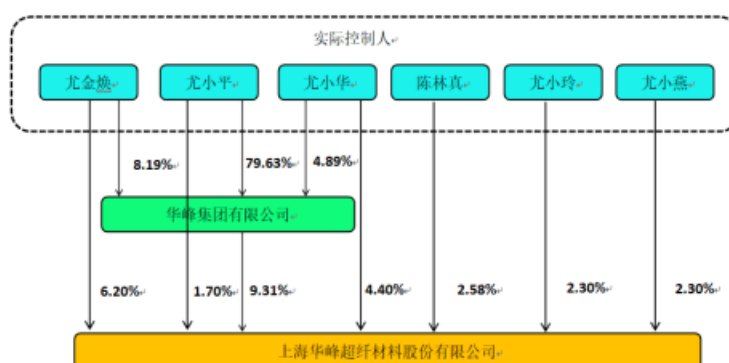 实际控制人
尤金焕 尤小平 尤小华 陈林真 尤小玲 尤小燕
8.19% 79.63% 4.89%
华峰集团有限公司
6.20% 1.70% 9.31% 4.40% 2.58% 2.30% 2.30%
上海华峰超纤材料股份有限公司